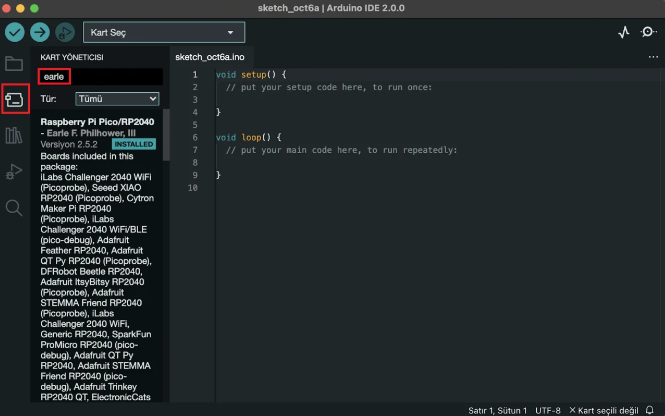 sketch_oct6a | Arduino IDE 2.0.0
Kart Seç
KART YÖNETICISI
earle
Tür: Tümü
Raspberry Pi Pico/RP2040
- Earle F. Philhower, III
Versiyon 2.5.2 INSTALLED
Boards included in this
package:
iLabs Challenger 2040 WiFi
(Picoprobe), Seeed XIAO
RP2040 (Picoprobe), Cytron
Maker Pi RP2040
(Picoprobe), iLabs
Challenger 2040 WiFi/BLE
(pico-debug), Adafruit
Feather RP2040, Adafruit
QT Py RP2040 (Picoprobe),
DFRobot Beetle RP2040,
Adafruit ItsyBitsy RP2040
(Picoprobe), Adafruit
STEMMA Friend RP2040
(Picoprobe), iLabs
Challenger 2040 WiFi,
Generic RP2040, SparkFun
ProMicro RP2040 (pico-
debug), Adafruit QT Py
RP2040, Adafruit STEMMA
Friend RP2040 (pico-
debug), Adafruit Trinkey
RP2040 QT, ElectronicCats
sketch_oct6a.ino
1 void setup() {
2 // put your setup code here, to run once:
3
4 }
5
6 void loop() {
7 // put your main code here, to run repeatedly:
8
9 }
10
Satır 1, Sütun 1 UTF-8 Kart seçili değil